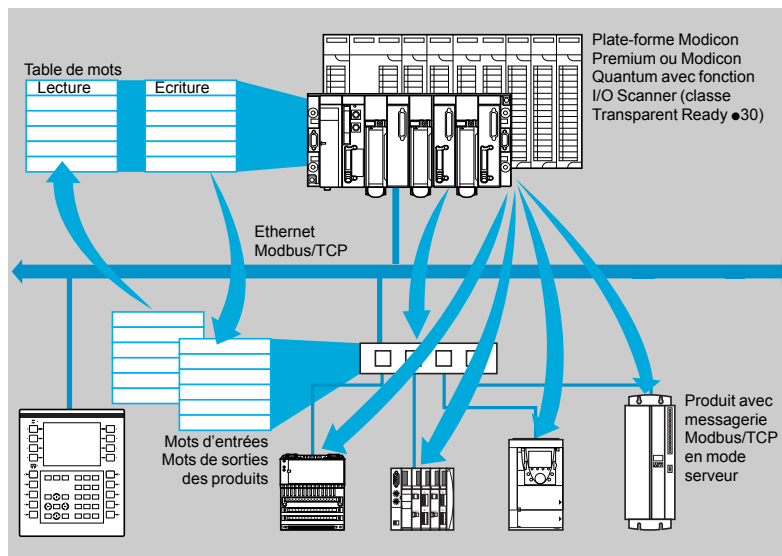 Table de mots
Lecture
Ecriture
Plate-forme Modicon
Premium ou Modicon
Quantum avec fonction
I/O Scanner (classe
Transparent Ready ●30)
Ethernet
Modbus/TCP
Mots d'entrées
Mots de sorties
des produits
Produit avec
messagerie
Modbus/TCP
en mode
serveur